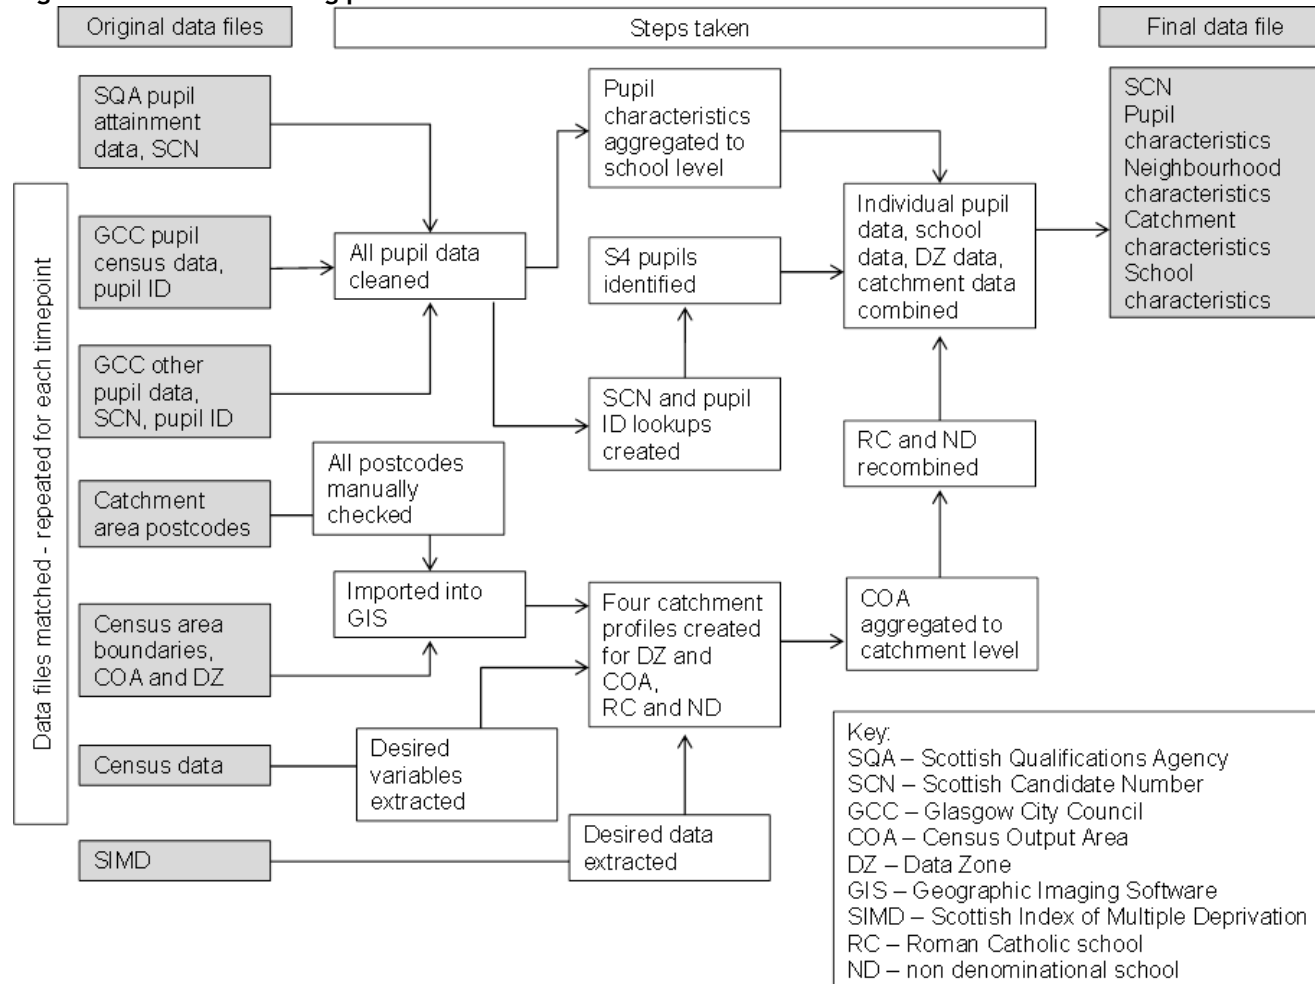 Original data files
Steps taken
Final data file
SQA pupil
attainment
data, SCN
GCC pupil
census data,
pupil ID
GCC other
pupil data,
SCN, pupil ID
Catchment
area postcodes
Census area
boundaries,
COA and DZ
Census data
SIMD
Data files matched - repeated for each timepoint
All pupil data
cleaned
All postcodes
manually
checked
Imported into
GIS
Desired
variables
extracted
Pupil
characteristics
aggregated to
school level
S4 pupils
identified
SCN and pupil
ID lookups
created
Four catchment
profiles created
for DZ and
COA,
RC and ND
Desired data
extracted
Individual pupil
data, school
data, DZ data,
catchment data
combined
RC and ND
recombined
COA
aggregated to
catchment level
SCN
Pupil
characteristics
Neighbourhood
characteristics
Catchment
characteristics
School
characteristics
Key:
SQA – Scottish Qualifications Agency
SCN – Scottish Candidate Number
GCC – Glasgow City Council
COA – Census Output Area
DZ – Data Zone
GIS – Geographic Imaging Software
SIMD – Scottish Index of Multiple Deprivation
RC – Roman Catholic school
ND – non denominational school